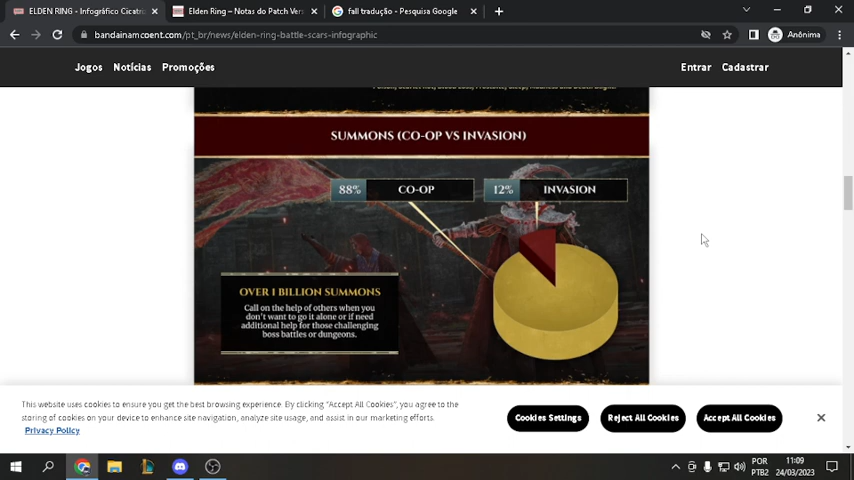 ELDEN RING - Infográfico Cicatri
Elden Ring – Notas do Patch Vers
fall tradução - Pesquisa Google
bandainamcoent.com/pt_br/news/elden-ring-battle-scars-infographic
Anônima
Jogos Notícias Promoções
Entrar Cadastrar
SUMMONS (CO-OP VS INVASION)
88% CO-OP
12% INVASION
OVER 1 BILLION SUMMONS
Call on the help of others when you
don't want to go it alone or if need
additional help for those challenging
boss battles or dungeons.
This website uses cookies to ensure you get the best browsing experience. By clicking "Accept All Cookies", you agree to the
storing of cookies on your device to enhance site navigation, analyze site usage, and assist in our marketing efforts.
Privacy Policy
Cookies Settings
Reject All Cookies
Accept All Cookies
POR
PTB2
11:09
24/03/2023